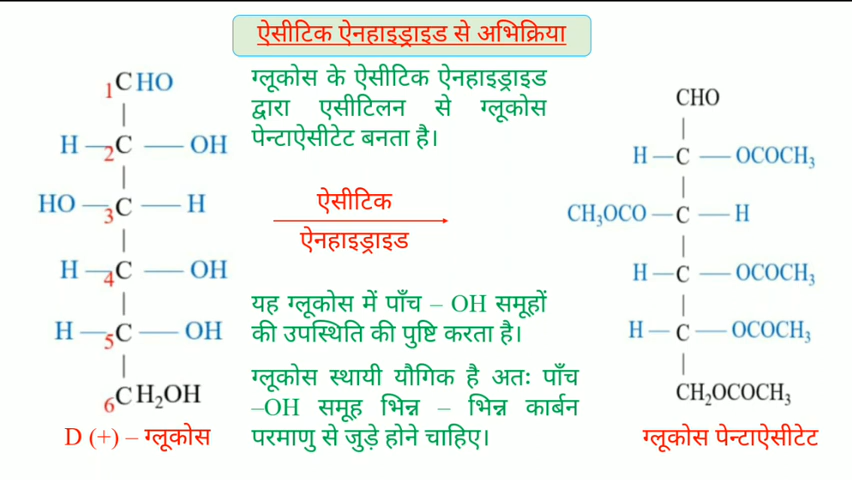 ऐसीटिक ऐनहाइड्राइड से अभिक्रिया
ग्लूकोस के ऐसीटिक ऐनहाइड्राइड
द्वारा एसीटिलन से ग्लूकोस
पेन्टाऐसीटेट बनता है।
1CHO
H — 2C — OH
HO — 3C — H
H — 4C — OH
H — 5C — OH
6CH₂OH
D (+) – ग्लूकोस
ऐसीटिक
ऐनहाइड्राइड
यह ग्लूकोस में पाँच – OH समूहों
की उपस्थिति की पुष्टि करता है।
ग्लूकोस स्थायी यौगिक है अतः पाँच
–OH समूह भिन्न – भिन्न कार्बन
परमाणु से जुड़े होने चाहिए।
CHO
H — C — OCOCH₃
CH₃OCO — C — H
H — C — OCOCH₃
H — C — OCOCH₃
CH₂OCOCH₃
ग्लूकोस पेन्टाऐसीटेट